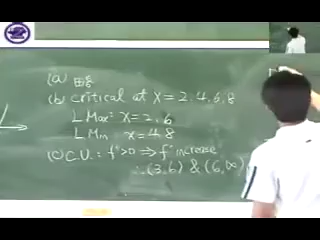 (a) 略
(b) critical at x = 2,4,6,8
L Max: x = 2,6
L Min x = 4,8
(c) C.U. ∵ f">0 ⇒ f' increase
∴ (3,6) & (6,∞)